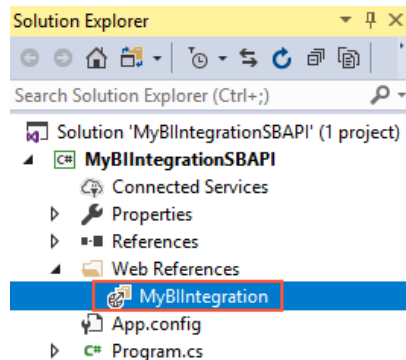 Solution Explorer
Search Solution Explorer (Ctrl+;)
Solution 'MyBIIntegrationSBAPI' (1 project)
C# MyBIIntegrationSBAPI
Connected Services
Properties
References
Web References
MyBIIntegration
App.config
C# Program.cs